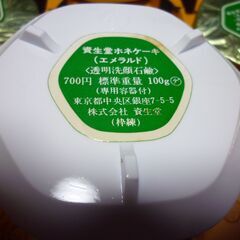 資生堂ホネケーキ
(エメラルド)
〈透明洗顔石鹸〉
700円 標準重量 100g
(専用容器付)
東京都中央区銀座7-5-5
株式会社 資生堂
(枠練)